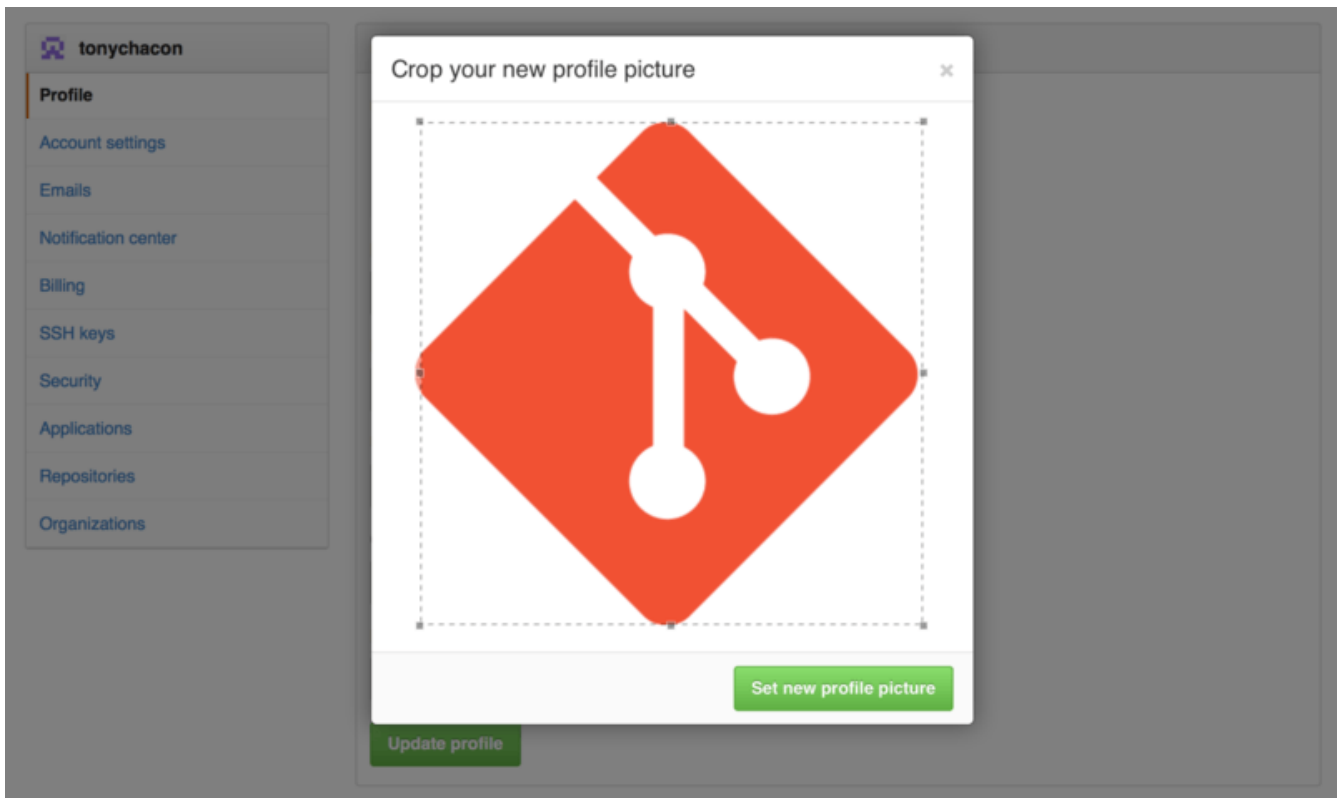 tonychacon
Profile
Account settings
Emails
Notification center
Billing
SSH keys
Security
Applications
Repositories
Organizations
Crop your new profile picture
×
Set new profile picture
Update profile